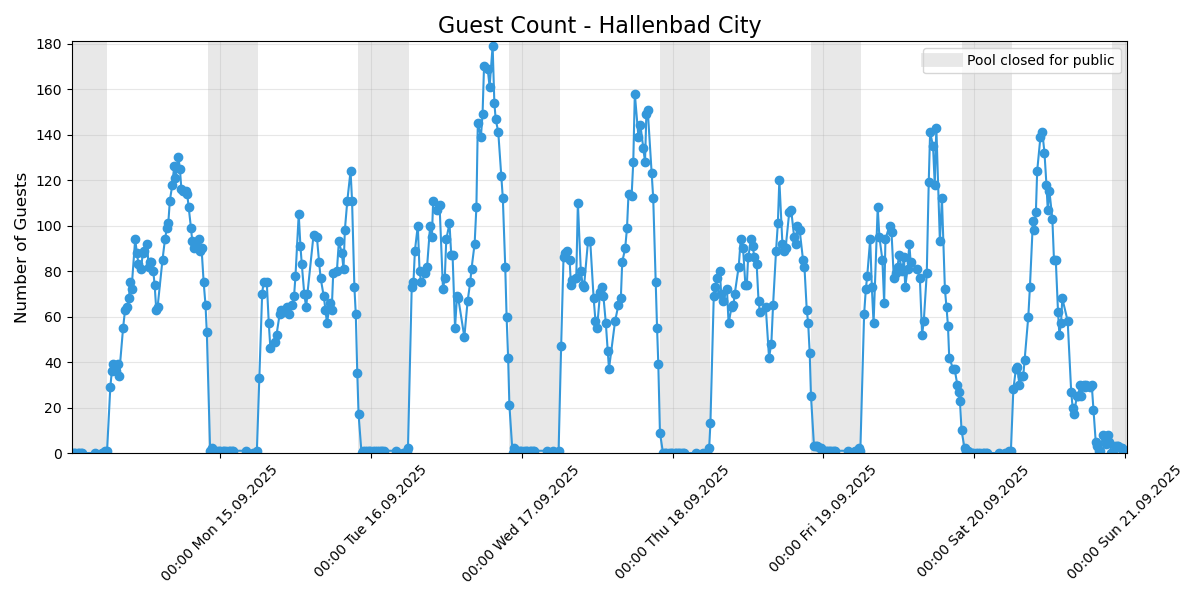 Guest Count - Hallenbad City
Pool closed for public
Number of Guests
180
160
140
120
100
80
60
40
20
0
00:00 Mon 15.09.2025
00:00 Tue 16.09.2025
00:00 Wed 17.09.2025
00:00 Thu 18.09.2025
00:00 Fri 19.09.2025
00:00 Sat 20.09.2025
00:00 Sun 21.09.2025